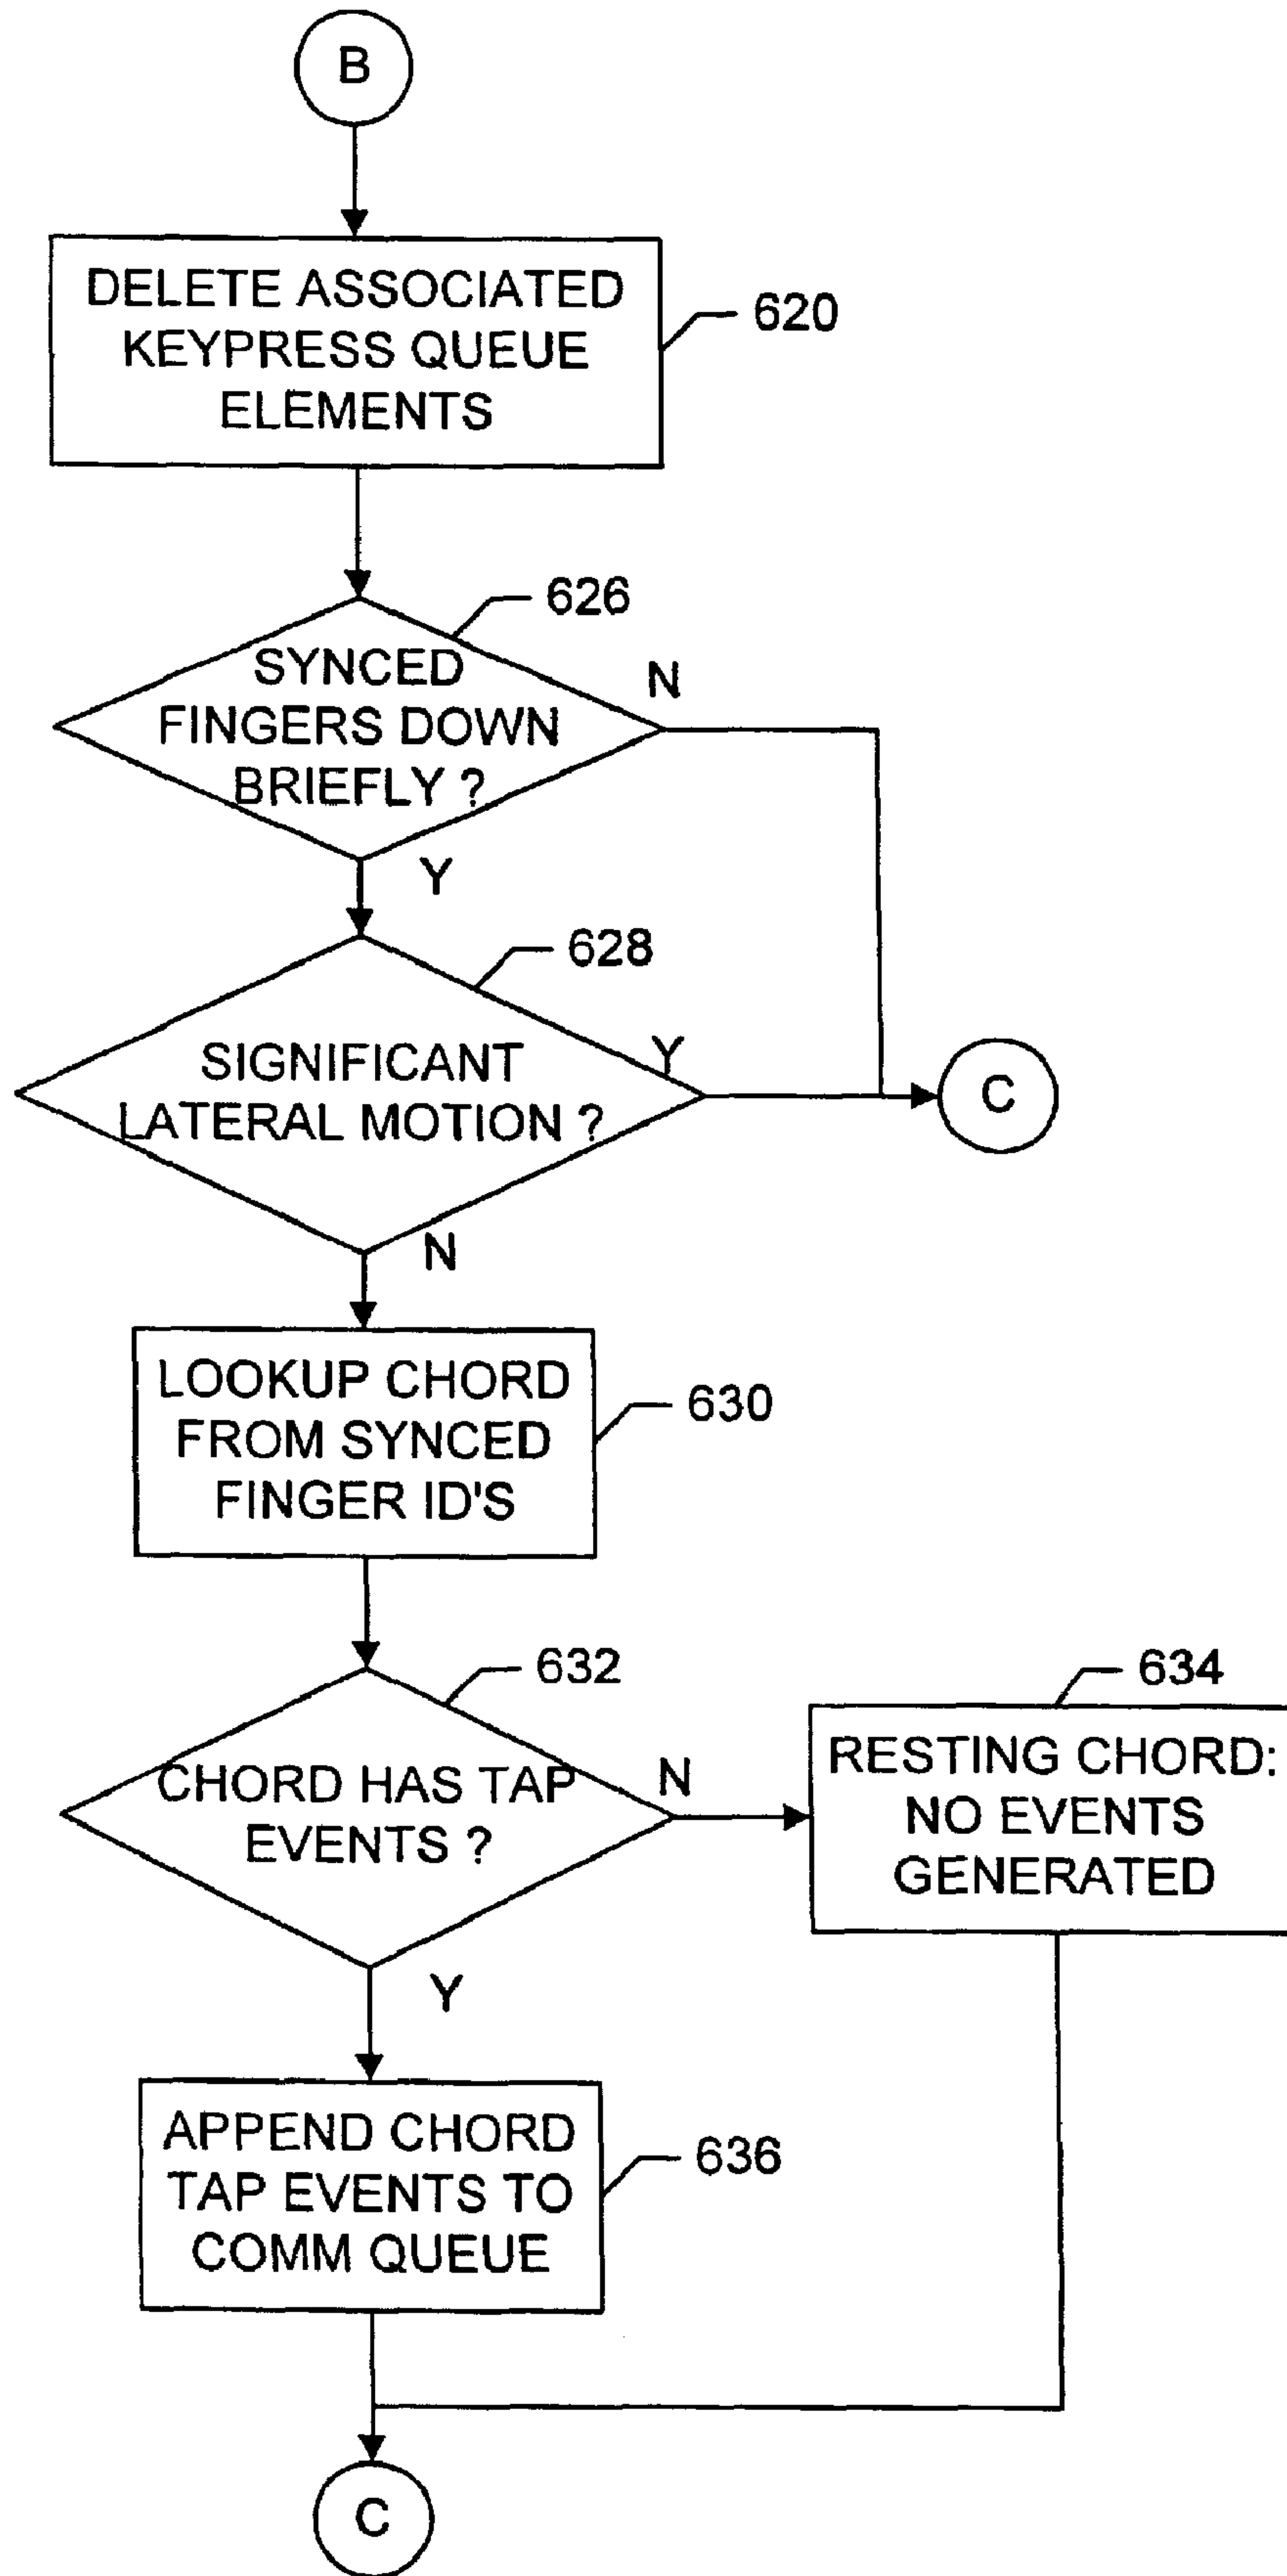 B
DELETE ASSOCIATED
KEYPRESS QUEUE
ELEMENTS
620
626
SYNCED
FINGERS DOWN
BRIEFLY ?
N
Y
628
SIGNIFICANT
LATERAL MOTION ?
Y
C
N
LOOKUP CHORD
FROM SYNCED
FINGER ID'S
630
632
CHORD HAS TAP
EVENTS ?
N
634
RESTING CHORD:
NO EVENTS
GENERATED
Y
APPEND CHORD
TAP EVENTS TO
COMM QUEUE
636
C